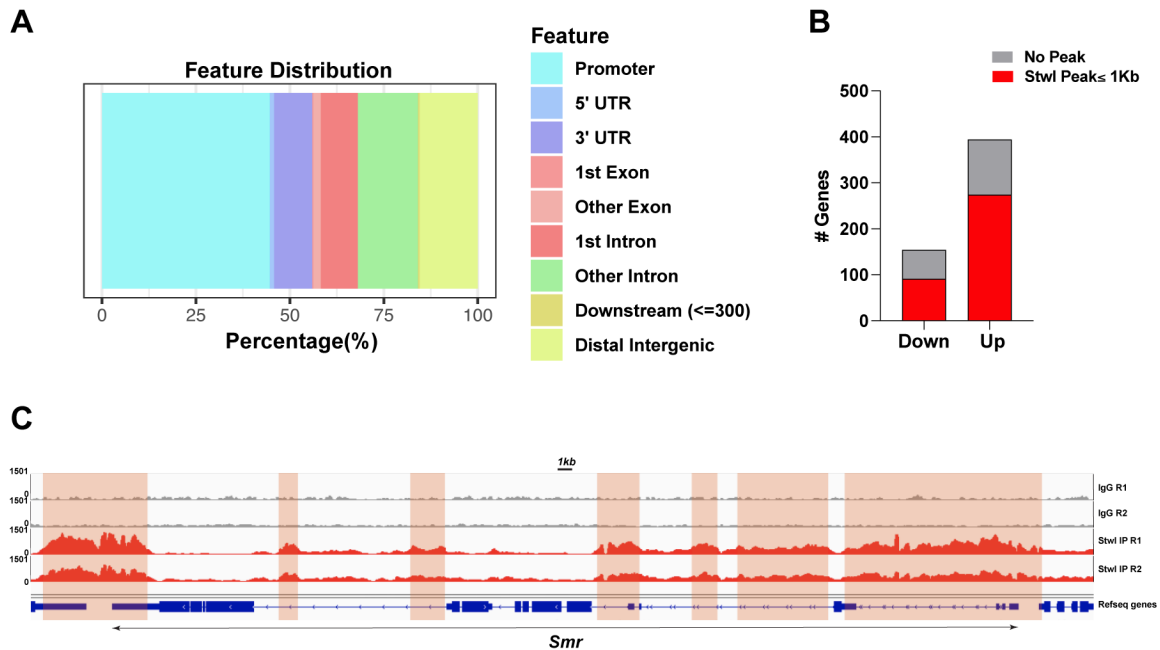 A
Feature Distribution
0
25
50
75
100
Percentage(%)
Feature
Promoter
5' UTR
3' UTR
1st Exon
Other Exon
1st Intron
Other Intron
Downstream (<=300)
Distal Intergenic
B
No Peak
Stwl Peak≤ 1Kb
# Genes
500
400
300
200
100
0
Down
Up
C
1kb
1501
0
IgG R1
1501
0
IgG R2
1501
0
Stwl IP R1
1501
0
Stwl IP R2
Refseq genes
Smr